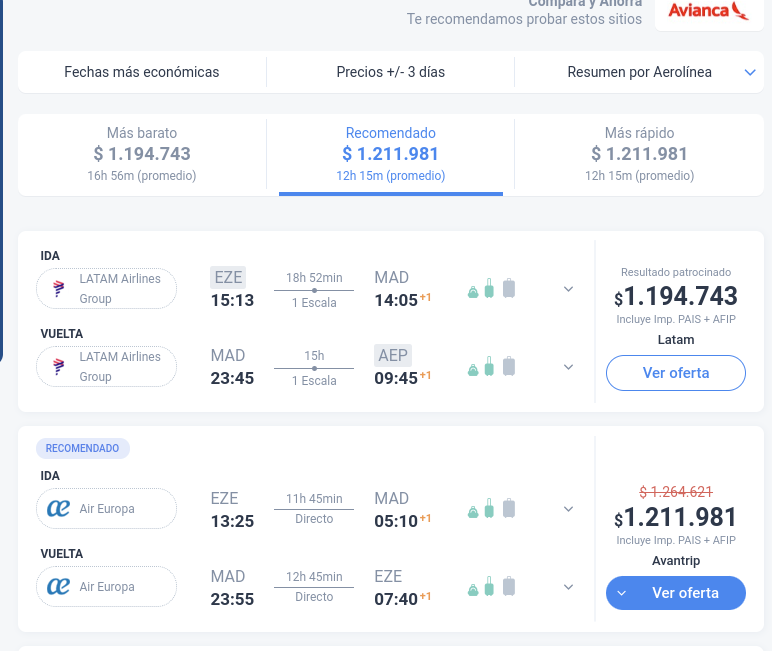 Compara y Ahorra
Te recomendamos probar estos sitios
Avianca
Fechas más económicas
Precios +/- 3 días
Resumen por Aerolínea
Más barato
$ 1.194.743
16h 56m (promedio)
Recomendado
$ 1.211.981
12h 15m (promedio)
Más rápido
$ 1.211.981
12h 15m (promedio)
IDA
LATAM Airlines
Group
EZE
15:13
18h 52min
1 Escala
MAD
14:05 +1
VUELTA
LATAM Airlines
Group
MAD
23:45
15h
1 Escala
AEP
09:45 +1
Resultado patrocinado
$1.194.743
Incluye Imp. PAIS + AFIP
Latam
Ver oferta
RECOMENDADO
IDA
Air Europa
EZE
13:25
11h 45min
Directo
MAD
05:10 +1
VUELTA
Air Europa
MAD
23:55
12h 45min
Directo
EZE
07:40 +1
$ 1.264.621
$1.211.981
Incluye Imp. PAIS + AFIP
Avantrip
Ver oferta